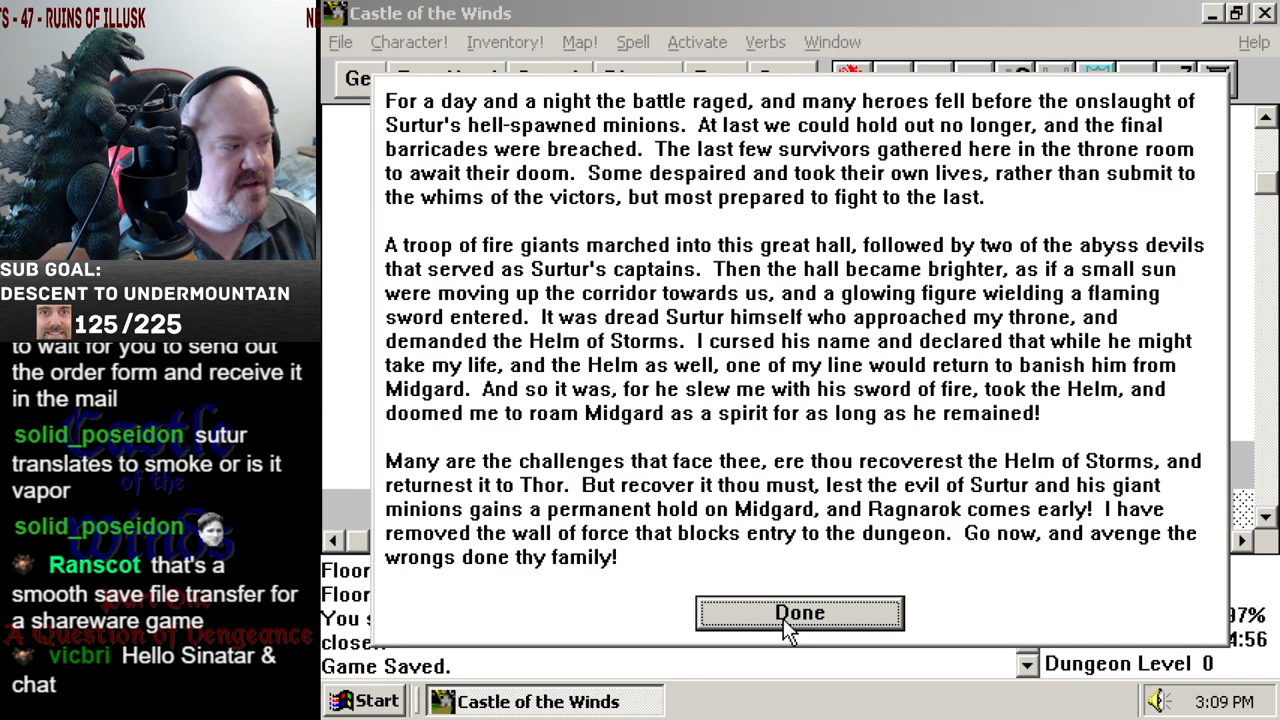 TS - 47 - RUINS OF ILLUSK
NE
Castle of the Winds
File Character! Inventory! Map! Spell Activate Verbs Window Help
Ge
For a day and a night the battle raged, and many heroes fell before the onslaught of
Surtur's hell-spawned minions. At last we could hold out no longer, and the final
barricades were breached. The last few survivors gathered here in the throne room
to await their doom. Some despaired and took their own lives, rather than submit to
the whims of the victors, but most prepared to fight to the last.
A troop of fire giants marched into this great hall, followed by two of the abyss devils
that served as Surtur's captains. Then the hall became brighter, as if a small sun
were moving up the corridor towards us, and a glowing figure wielding a flaming
sword entered. It was dread Surtur himself who approached my throne, and
demanded the Helm of Storms. I cursed his name and declared that while he might
take my life, and the Helm as well, one of my line would return to banish him from
Midgard. And so it was, for he slew me with his sword of fire, took the Helm, and
doomed me to roam Midgard as a spirit for as long as he remained!
Many are the challenges that face thee, ere thou recoverest the Helm of Storms, and
returnest it to Thor. But recover it thou must, lest the evil of Surtur and his giant
minions gains a permanent hold on Midgard, and Ragnarok comes early! I have
removed the wall of force that blocks entry to the dungeon. Go now, and avenge the
wrongs done thy family!
Done
SUB GOAL:
DESCENT TO UNDERMOUNTAIN
125/225
to wait for you to send out
the order form and receive it
in the mail
solid_poseidon sutur
translates to smoke or is it
vapor
solid_poseidon
Ranscot that's a
smooth save file transfer for
a shareware game
vicbri Hello Sinatar &
chat
Castle
of the
Winds
Part One
A Question of Vengeance
Floor
Floor
You s
close
Game Saved.
97%
4:56
Dungeon Level 0
Start
Castle of the Winds
3:09 PM